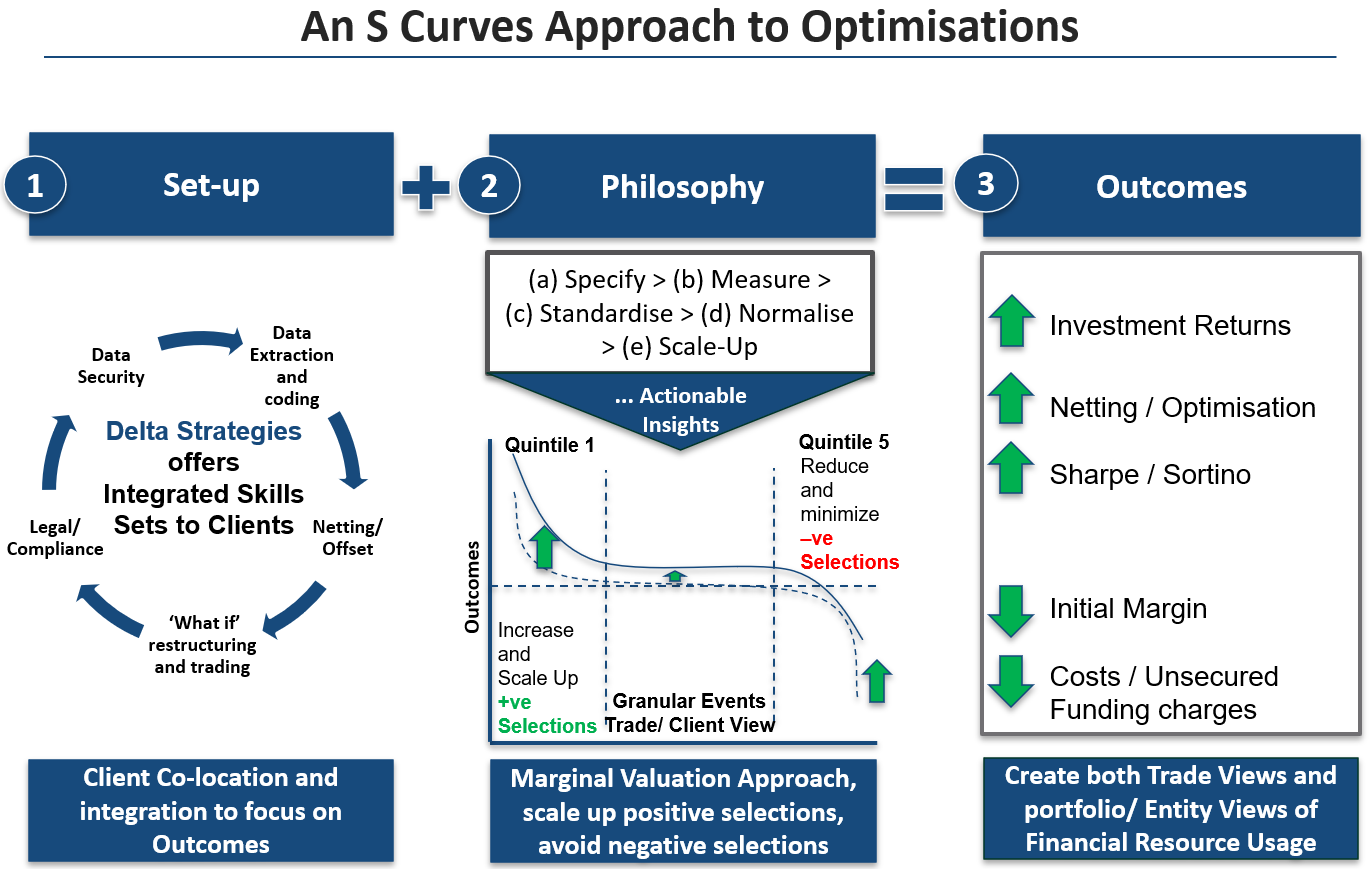 An S Curves Approach to Optimisations
1
Set-up
+
2
Philosophy
=
3
Outcomes
Data
Security
Data
Extraction
and
coding
Netting/
Offset
‘What if’
restructuring
and trading
Legal/
Compliance
Delta Strategies
offers
Integrated Skills
Sets to Clients
Client Co-location and
integration to focus on
Outcomes
(a) Specify > (b) Measure >
(c) Standardise > (d) Normalise
> (e) Scale-Up
... Actionable
Insights
Quintile 1
Quintile 5
Reduce
and
minimize
–ve
Selections
Outcomes
Increase
and
Scale Up
+ve
Selections
Granular Events
Trade/ Client View
Marginal Valuation Approach,
scale up positive selections,
avoid negative selections
Investment Returns
Netting / Optimisation
Sharpe / Sortino
Initial Margin
Costs / Unsecured
Funding charges
Create both Trade Views and
portfolio/ Entity Views of
Financial Resource Usage